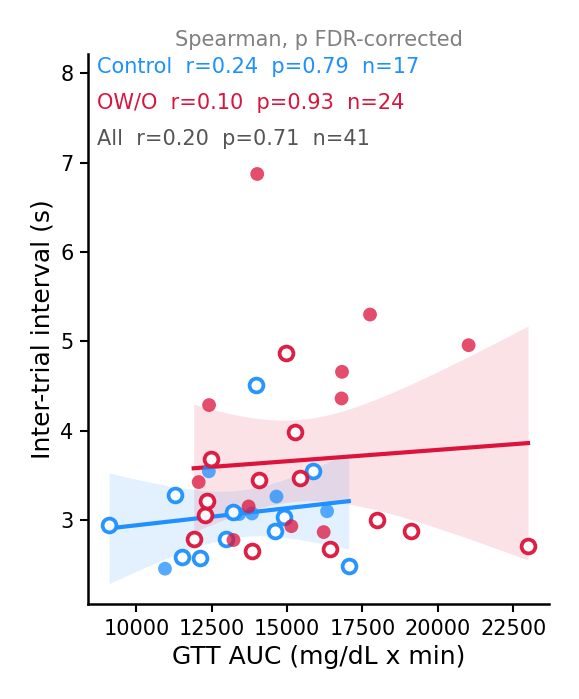 Spearman, p FDR-corrected
Control  r=0.24  p=0.79  n=17
OW/O  r=0.10  p=0.93  n=24
All  r=0.20  p=0.71  n=41
Inter-trial interval (s)
8
7
6
5
4
3
10000 12500 15000 17500 20000 22500
GTT AUC (mg/dL x min)